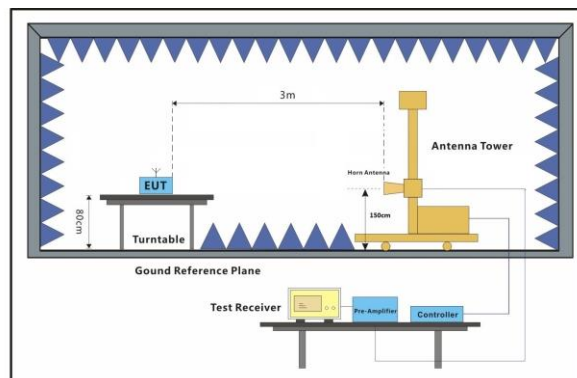 3m
Antenna Tower
Horn Antenna
EUT
150cm
80cm
Turntable
Gound Reference Plane
Test Receiver
Pre-Amplifier
Controller